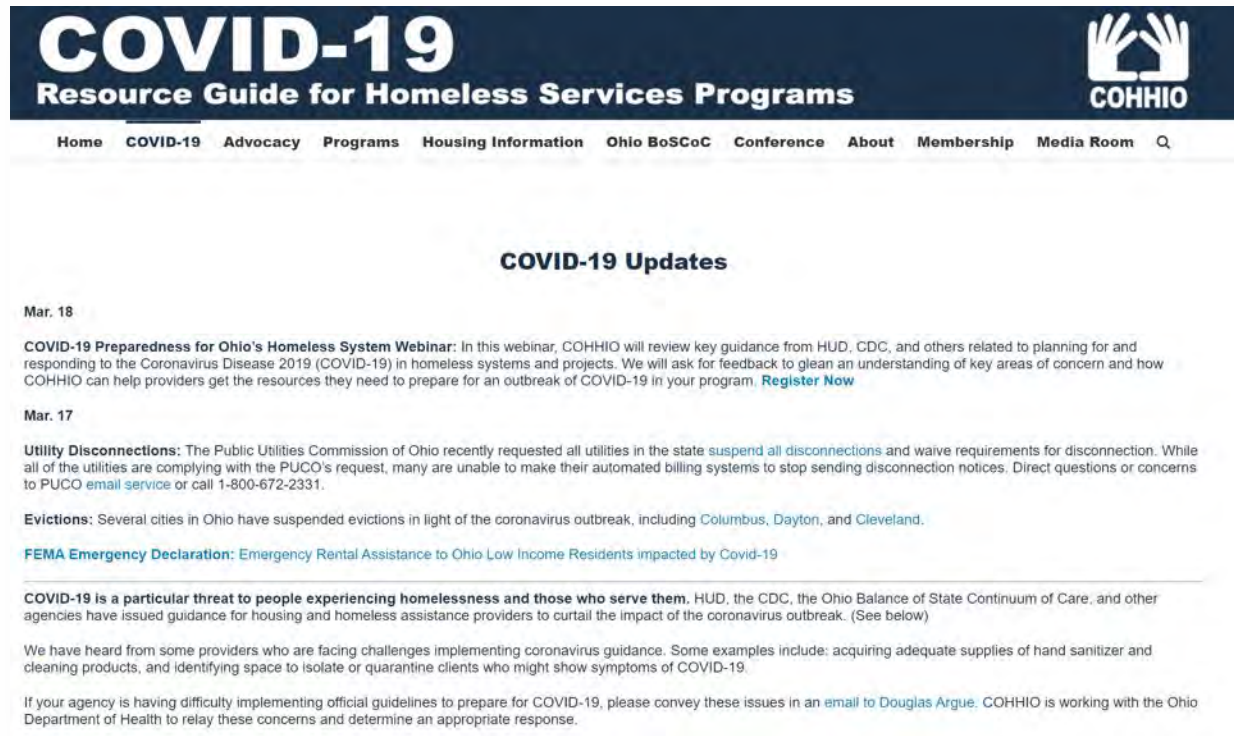 COVID-19
Resource Guide for Homeless Services Programs
COHHIO
Home COVID-19 Advocacy Programs Housing Information Ohio BoSCoC Conference About Membership Media Room
COVID-19 Updates
Mar. 18
COVID-19 Preparedness for Ohio's Homeless System Webinar: In this webinar, COHHIO will review key guidance from HUD, CDC, and others related to planning for and
responding to the Coronavirus Disease 2019 (COVID-19) in homeless systems and projects. We will ask for feedback to glean an understanding of key areas of concern and how
COHHIO can help providers get the resources they need to prepare for an outbreak of COVID-19 in your program. Register Now
Mar. 17
Utility Disconnections: The Public Utilities Commission of Ohio recently requested all utilities in the state suspend all disconnections and waive requirements for disconnection. While
all of the utilities are complying with the PUCO's request, many are unable to make their automated billing systems to stop sending disconnection notices. Direct questions or concerns
to PUCO email service or call 1-800-672-2331.
Evictions: Several cities in Ohio have suspended evictions in light of the coronavirus outbreak, including Columbus, Dayton, and Cleveland.
FEMA Emergency Declaration: Emergency Rental Assistance to Ohio Low Income Residents impacted by Covid-19
COVID-19 is a particular threat to people experiencing homelessness and those who serve them. HUD, the CDC, the Ohio Balance of State Continuum of Care, and other
agencies have issued guidance for housing and homeless assistance providers to curtail the impact of the coronavirus outbreak. (See below)
We have heard from some providers who are facing challenges implementing coronavirus guidance. Some examples include: acquiring adequate supplies of hand sanitizer and
cleaning products, and identifying space to isolate or quarantine clients who might show symptoms of COVID-19.
If your agency is having difficulty implementing official guidelines to prepare for COVID-19, please convey these issues in an email to Douglas Argue. COHHIO is working with the Ohio
Department of Health to relay these concerns and determine an appropriate response.